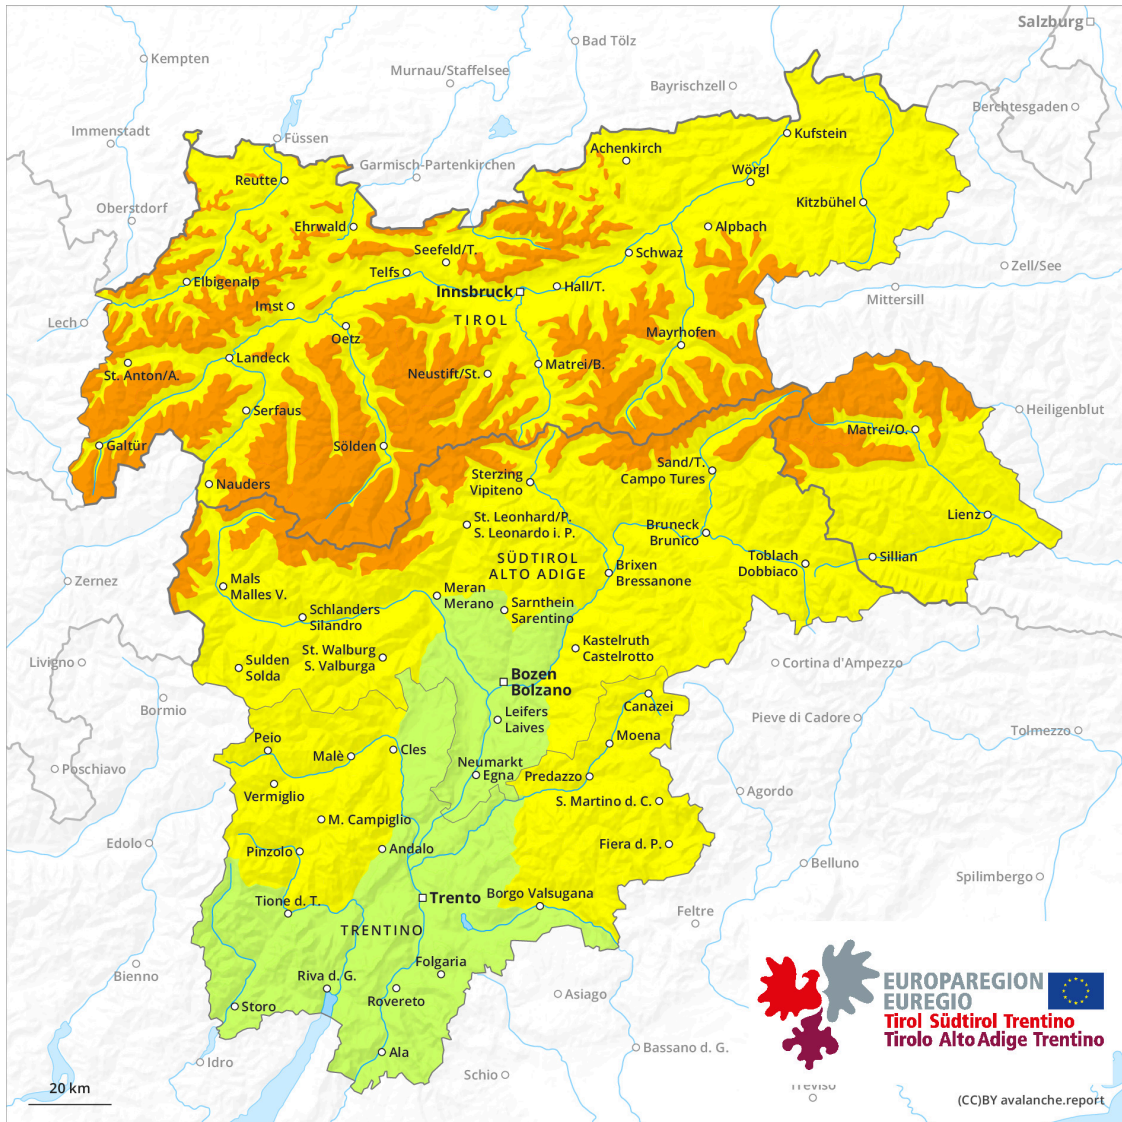 Salzburg
Bad Tölz
Kempten
Murnau/Staffelsee
Bayrischzell
Berchtesgaden
Immenstadt
Füssen
Kufstein
Achenkirch
Garmisch-Partenkirchen
Wörgl
Reutte
Oberstdorf
Kitzbühel
Ehrwald
Alpbach
Seefeld/T.
Schwaz
Zell/See
Telfs
Elbigenalp
Hall/T.
Innsbruck
Mittersill
Imst
TIROL
Lech
Mayrhofen
Oetz
Landeck
Matrei/B.
St. Anton/A.
Neustift/St.
Serfaus
Heiligenblut
Matrei/O.
Galtür
Sölden
Sand/T.
Campo Tures
Sterzing
Vipiteno
Nauders
Lienz
St. Leonhard/P.
S. Leonardo i. P.
Bruneck
Brunico
SÜDTIROL
ALTO ADIGE
Toblach
Dobbiaco
Sillian
Brixen
Bressanone
Zernez
Mals
Malles V.
Meran
Merano
Sarnthein
Sarentino
Schlanders
Silandro
Kastelruth
Castelrotto
St. Walburg
S. Valburga
Livigno
Sulden
Solda
Cortina d'Ampezzo
Bozen
Bolzano
Bormio
Canazei
Leifers
Laives
Pieve di Cadore
Tolmezzo
Peio
Moena
Malè
Cles
Poschiavo
Neumarkt
Egna
Predazzo
Vermiglio
Agordo
S. Martino d. C.
M. Campiglio
Edolo
Pinzolo
Andalo
Fiera d. P.
Belluno
Spilimbergo
Tione d. T.
Trento
Borgo Valsugana
Feltre
TRENTINO
Folgaria
Bienno
Riva d. G.
Rovereto
Asiago
Storo
EUROPAREGION
EUREGIO
Tirol Südtirol Trentino
Tirolo Alto Adige Trentino
Ala
Bassano d. G.
Idro
Schio
20 km
Treviso
(CC)BY avalanche.report